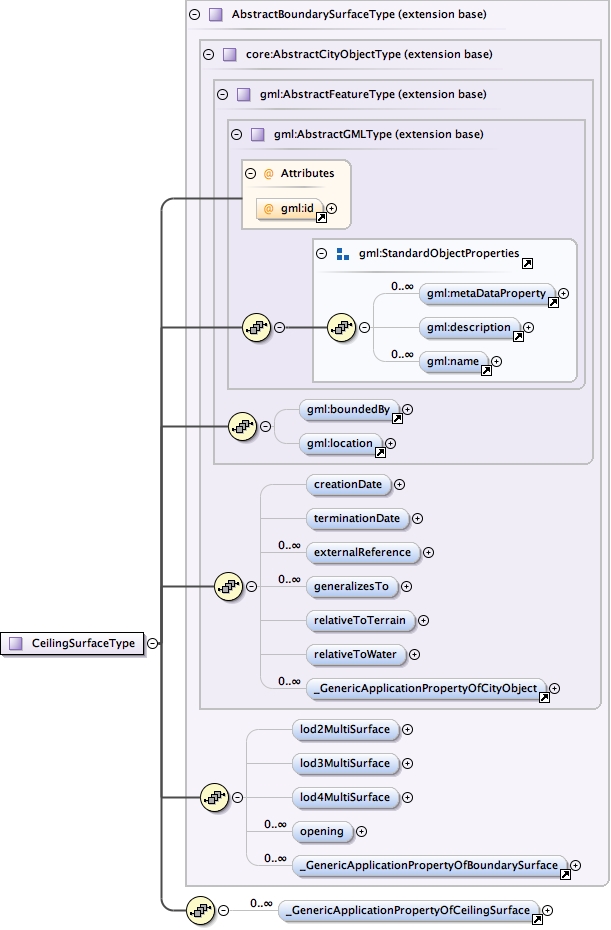 AbstractBoundarySurfaceType (extension base)
core:AbstractCityObjectType (extension base)
gml:AbstractFeatureType (extension base)
gml:AbstractGMLType (extension base)
@ Attributes
@ gml:id
gml:StandardObjectProperties
0..∞
gml:metaDataProperty
gml:description
0..∞
gml:name
gml:boundedBy
gml:location
creationDate
terminationDate
0..∞
externalReference
0..∞
generalizesTo
relativeToTerrain
CeilingSurfaceType
relativeToWater
0..∞
_GenericApplicationPropertyOfCityObject
lod2MultiSurface
lod3MultiSurface
lod4MultiSurface
0..∞
opening
0..∞
_GenericApplicationPropertyOfBoundarySurface
0..∞
_GenericApplicationPropertyOfCeilingSurface